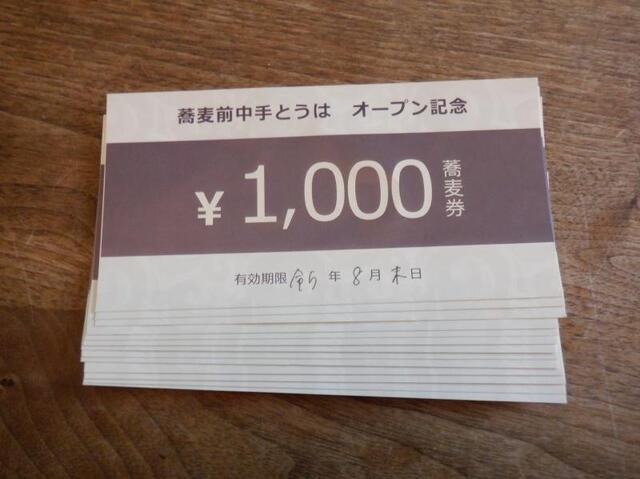 蕎麦前中手とうは　オープン記念
¥ 1,000 蕎麦券
有効期限 令5 年 8 月 末 日